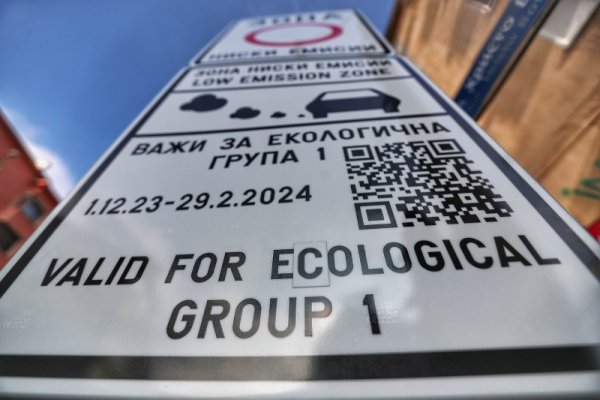 ЗОНА
НИСКИ ЕМИСИИ
ЗОНА НИСКИ ЕМИСИИ
LOW EMISSION ZONE
ВАЖИ ЗА ЕКОЛОГИЧНА
ГРУПА 1
1.12.23-29.2.2024
VALID FOR ECOLOGICAL
GROUP 1
Христо